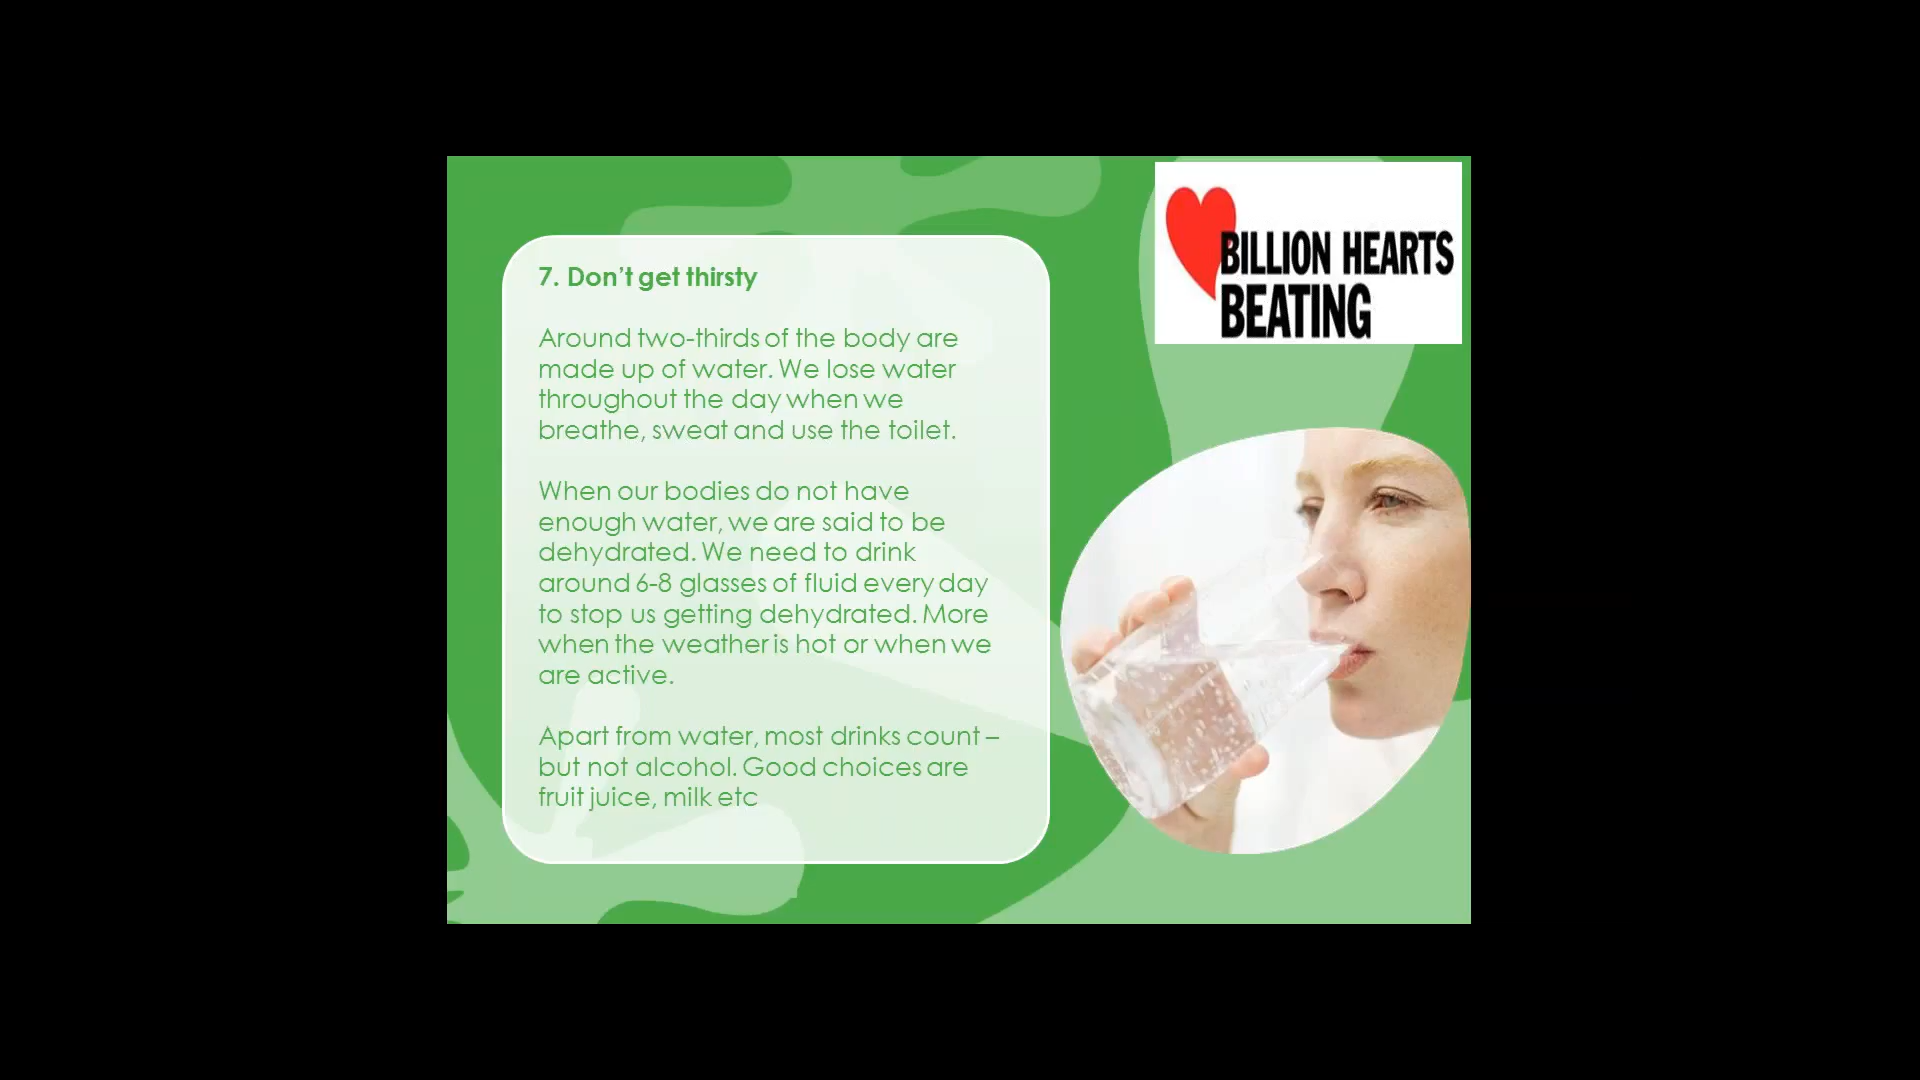 BILLION HEARTS
BEATING
7. Don’t get thirsty
Around two-thirds of the body are
made up of water. We lose water
throughout the day when we
breathe, sweat and use the toilet.
When our bodies do not have
enough water, we are said to be
dehydrated. We need to drink
around 6-8 glasses of fluid every day
to stop us getting dehydrated. More
when the weather is hot or when we
are active.
Apart from water, most drinks count –
but not alcohol. Good choices are
fruit juice, milk etc